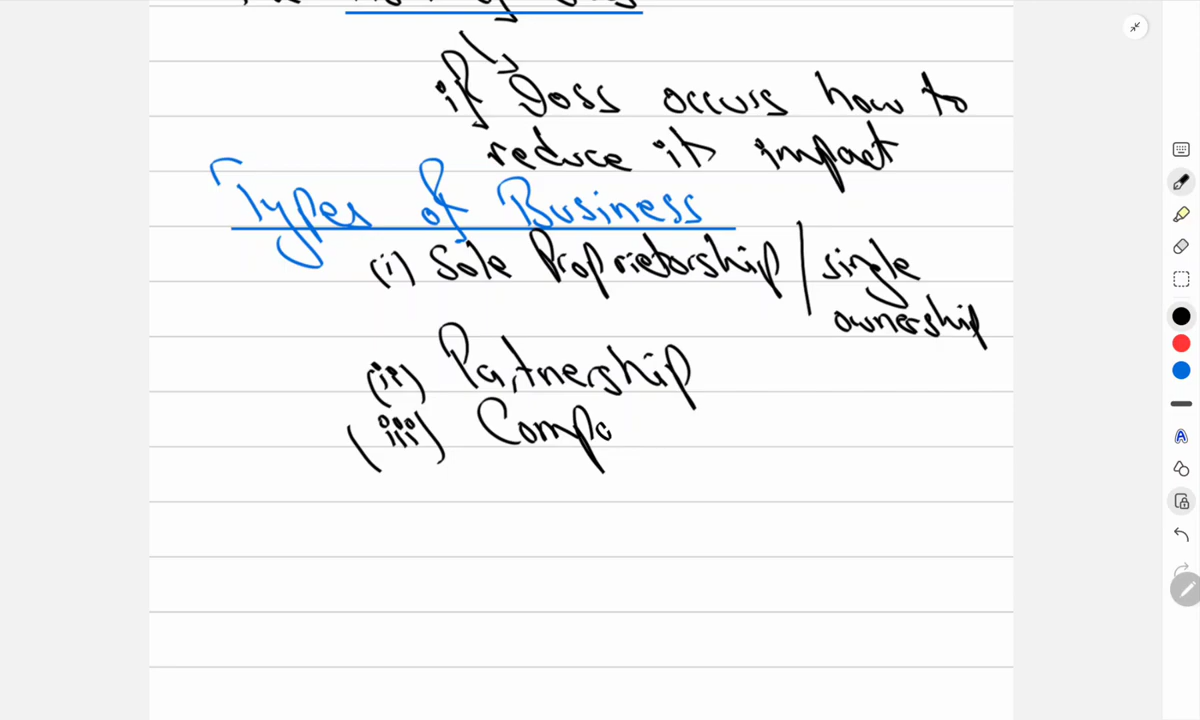 if loss occurs how to
reduce its impact
Types of Business
(i) Sole Proprietorship / single
ownership
(ii) Partnership
(iii) Compa